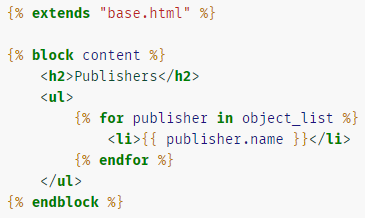 {% extends "base.html" %}
{% block content %}
<h2>Publishers</h2>
<ul>
{% for publisher in object_list %}
<li>{{ publisher.name }}</li>
{% endfor %}
</ul>
{% endblock %}